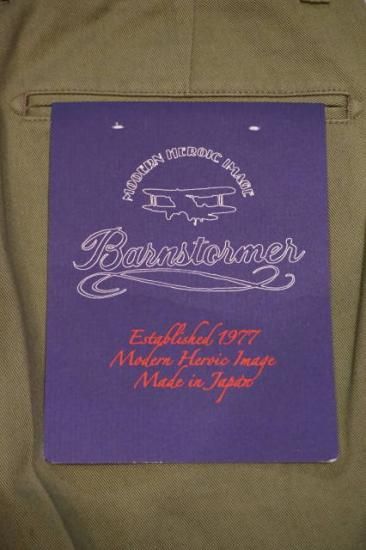 MODERN HEROIC IMAGE
Barnstormer
Established 1977
Modern Heroic Image
Made in Japan